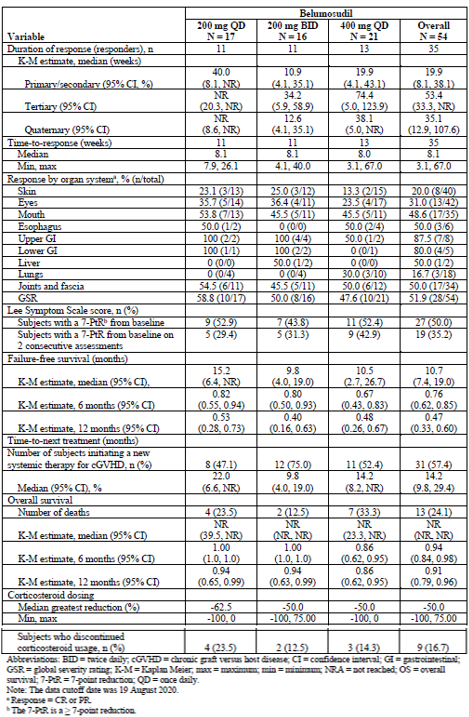 Belumosudil
Variable 200 mg QD N = 17 200 mg BID N = 16 400 mg QD N = 21 Overall N = 54
Duration of response (responders), n 11 11 13 35
K-M estimate, median (weeks)
Primary/secondary (95% CI, %) 40.0 (8.1, NR) 10.9 (4.1, 35.1) 19.9 (4.1, 43.1) 19.9 (8.1, 38.1)
Tertiary (95% CI) NR (20.3, NR) 34.2 (5.9, 58.9) 74.4 (5.0, 123.9) 53.4 (33.3, NR)
Quaternary (95% CI) NR (8.6, NR) 12.6 (4.1, 35.1) 38.1 (5.0, NR) 35.1 (12.9, 107.6)
Time-to-response (weeks) 11 11 13 35
Median 8.1 8.1 8.0 8.1
Min, max 7.9, 26.1 4.1, 40.0 3.1, 67.0 3.1, 67.0
Response by organ systemᵃ, % (n/total)
Skin 23.1 (3/13) 25.0 (3/12) 13.3 (2/15) 20.0 (8/40)
Eyes 35.7 (5/14) 36.4 (4/11) 23.5 (4/17) 31.0 (13/42)
Mouth 53.8 (7/13) 45.5 (5/11) 45.5 (5/11) 48.6 (17/35)
Esophagus 50.0 (1/2) 0 (0/0) 50.0 (2/4) 50.0 (3/6)
Upper GI 100 (2/2) 100 (4/4) 50.0 (1/2) 87.5 (7/8)
Lower GI 100 (1/1) 100 (2/2) 0 (0/1) 80.0 (4/5)
Liver 0 (0/0) 50.0 (1/2) 0 (0/0) 50.0 (1/2)
Lungs 0 (0/4) 0 (0/4) 30.0 (3/10) 16.7 (3/18)
Joints and fascia 54.5 (6/11) 45.5 (5/11) 50.0 (6/12) 50.0 (17/34)
GSR 58.8 (10/17) 50.0 (8/16) 47.6 (10/21) 51.9 (28/54)
Lee Symptom Scale score, n (%)
Subjects with a 7-PtRᵇ from baseline 9 (52.9) 7 (43.8) 11 (52.4) 27 (50.0)
Subjects with a 7-PtR from baseline on
2 consecutive assessments 5 (29.4) 5 (31.3) 9 (42.9) 19 (35.2)
Failure-free survival (months)
K-M estimate, median (95% CI), 15.2 (6.4, NR) 9.8 (4.0, 19.0) 10.5 (2.7, 26.7) 10.7 (7.4, 19.0)
K-M estimate, 6 months (95% CI) 0.82 (0.55, 0.94) 0.80 (0.50, 0.93) 0.67 (0.43, 0.83) 0.76 (0.62, 0.85)
K-M estimate, 12 months (95% CI) 0.53 (0.28, 0.73) 0.40 (0.16, 0.63) 0.48 (0.26, 0.67) 0.47 (0.33, 0.60)
Time-to-next treatment (months)
Number of subjects initiating a new
systemic therapy for cGVHD, n (%) 8 (47.1) 12 (75.0) 11 (52.4) 31 (57.4)
Median (95% CI), % 22.0 (6.6, NR) 9.8 (4.0, 19.0) 14.2 (8.2, NR) 14.2 (9.8, 29.4)
Overall survival
Number of deaths 4 (23.5) 2 (12.5) 7 (33.3) 13 (24.1)
K-M estimate, median (95% CI) NR (39.5, NR) NR (NR, NR) NR (23.3, NR) NR (NR, NR)
K-M estimate, 6 months (95% CI) 1.00 (1.0, 1.0) 1.00 (1.0, 1.0) 0.86 (0.62, 0.95) 0.94 (0.84, 0.98)
K-M estimate, 12 months (95% CI) 0.94 (0.65, 0.99) 0.94 (0.63, 0.99) 0.86 (0.62, 0.95) 0.91 (0.79, 0.96)
Corticosteroid dosing
Median greatest reduction (%) -62.5 -50.0 -50.0 -50.0
Min, max -100, 0 -100, 75.00 -100, 0 -100, 75.00
Subjects who discontinued
corticosteroid usage, n (%) 4 (23.5) 2 (12.5) 3 (14.3) 9 (16.7)
Abbreviations: BID = twice daily; cGVHD = chronic graft versus host disease; CI = confidence interval; GI = gastrointestinal;
GSR = global severity rating; K-M = Kaplan Meier; max = maximum; min = minimum; NRA = not reached; OS = overall
survival; 7-PtR = 7-point reduction; QD = once daily.
Note: The data cutoff date was 19 August 2020.
ᵃ Response = CR or PR.
ᵇ The 7-PtR is a ≥ 7-point reduction.